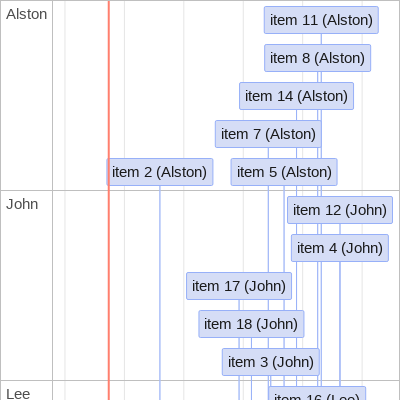 Alston
item 11 (Alston)
item 8 (Alston)
item 14 (Alston)
item 7 (Alston)
item 2 (Alston)
item 5 (Alston)
John
item 12 (John)
item 4 (John)
item 17 (John)
item 18 (John)
item 3 (John)
Lee
item 16 (Lee)